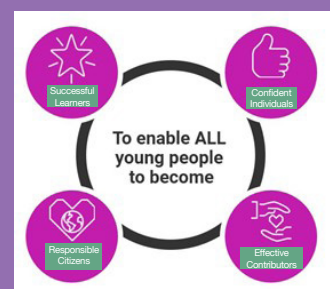 Successful
Learners
Confident
Individuals
To enable ALL
young people
to become
Responsible
Citizens
Effective
Contributors